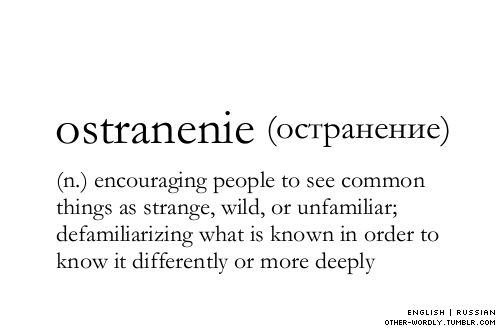 ostranenie (остранение)
(n.) encouraging people to see common
things as strange, wild, or unfamiliar;
defamiliarizing what is known in order to
know it differently or more deeply
ENGLISH | RUSSIAN
OTHER-WORDLY.TUMBLR.COM